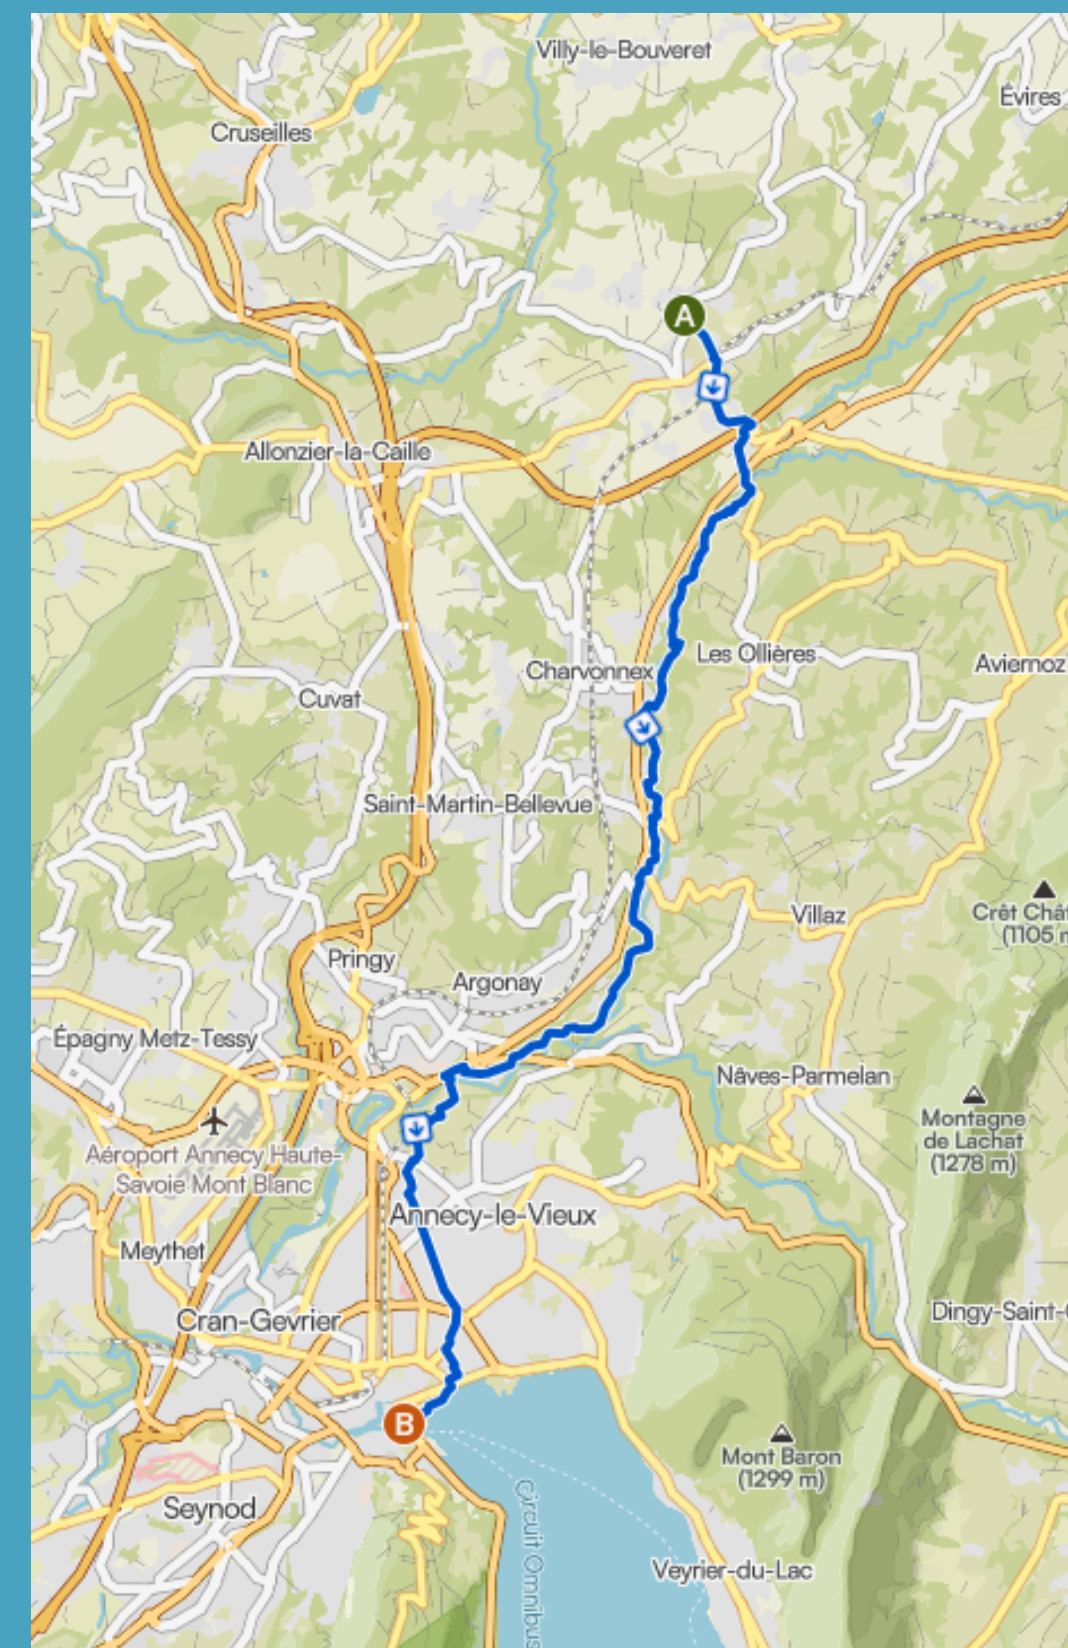 Villy-le-Bouveret
Évires
Cruseilles
A
Allonzier-la-Caille
Les Ollières
Aviernoz
Charvonnex
Cuvat
Saint-Martin-Bellevue
Crêt Chât
(1105 m
Villaz
Pringy
Argonay
Épagny Metz-Tessy
Nâves-Parmelan
Montagne
de Lachat
(1278 m)
Aéroport Annecy Haute-
Savoie Mont Blanc
Annecy-le-Vieux
Meythet
Cran-Gevrier
Dingy-Saint-C
B
Mont Baron
(1299 m)
Seynod
Circuit Omnibus
Veyrier-du-Lac